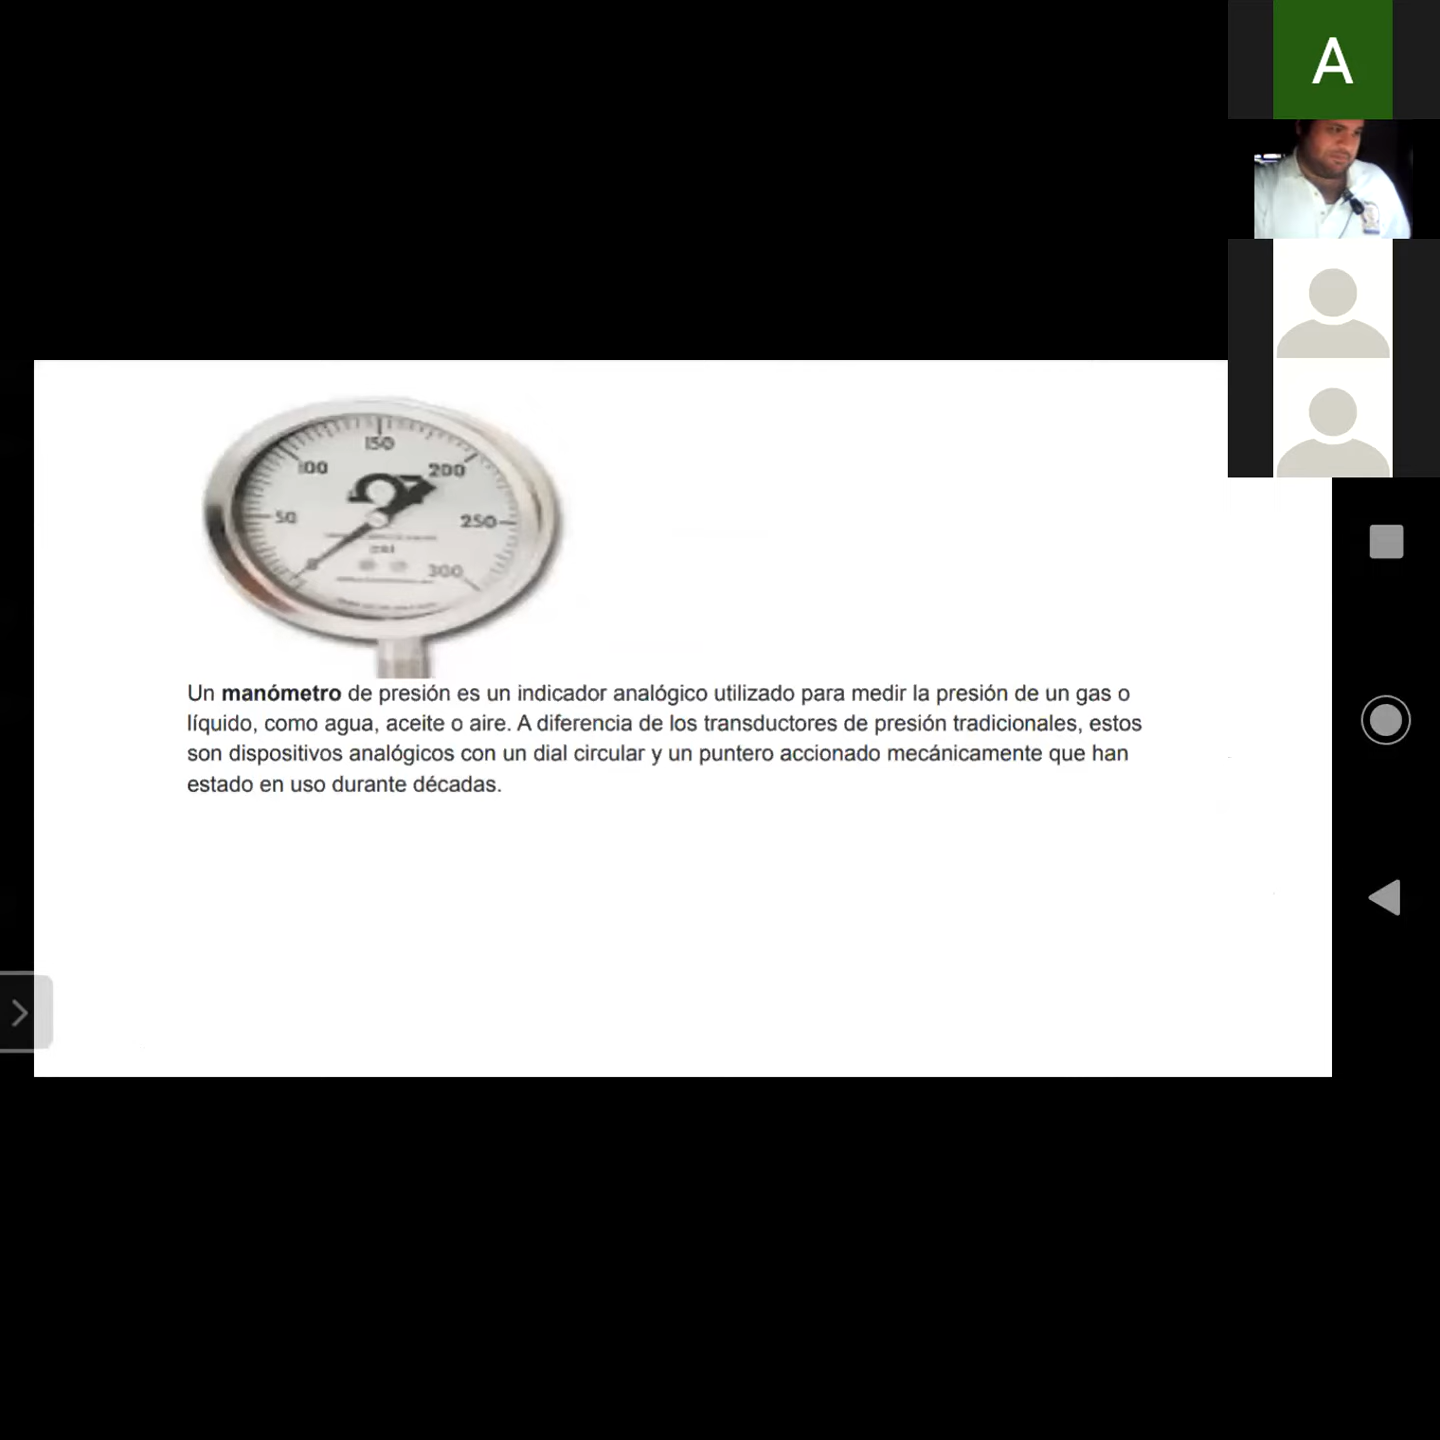 A
150
100
200
50
250
0
300
Un manómetro de presión es un indicador analógico utilizado para medir la presión de un gas o
líquido, como agua, aceite o aire. A diferencia de los transductores de presión tradicionales, estos
son dispositivos analógicos con un dial circular y un puntero accionado mecánicamente que han
estado en uso durante décadas.